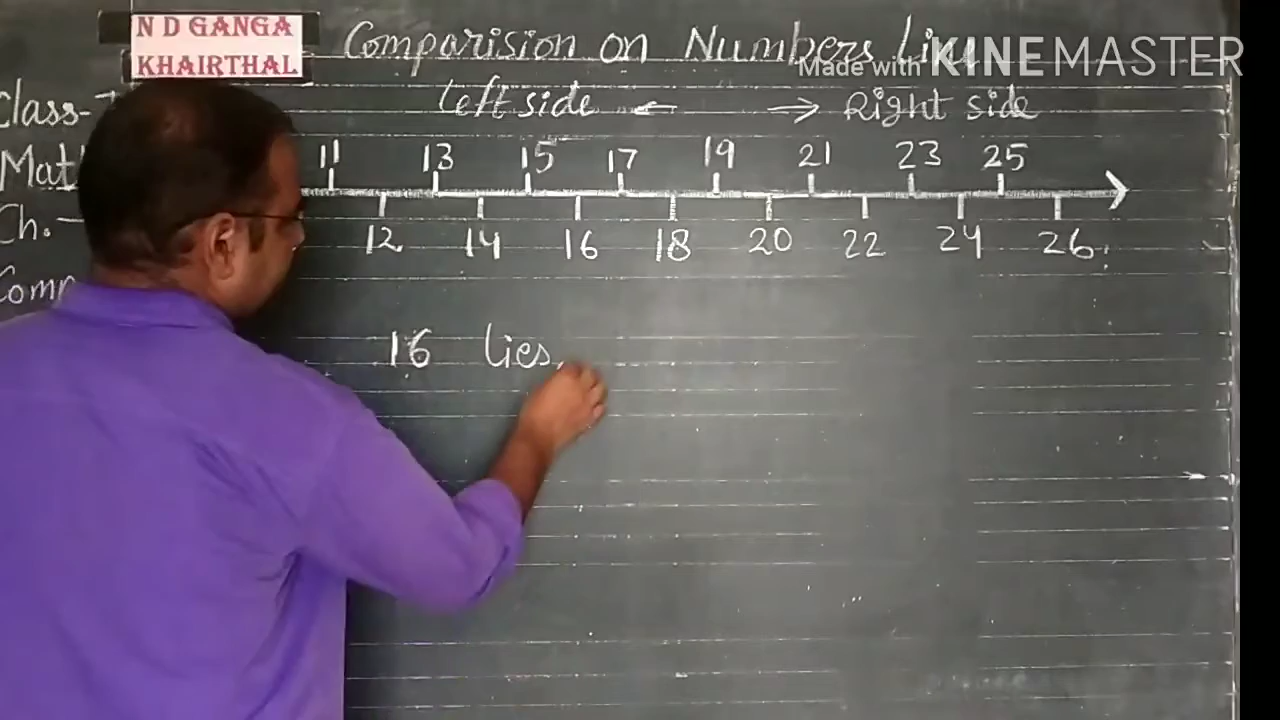 N D GANGA
KHAIRTHAL
Comparision on Numbers Line
Made with KINEMASTER
Class-
Left side ← → Right side
Mat
11 13 15 17 19 21 23 25
Ch. -
12 14 16 18 20 22 24 26
Comp
16 lies